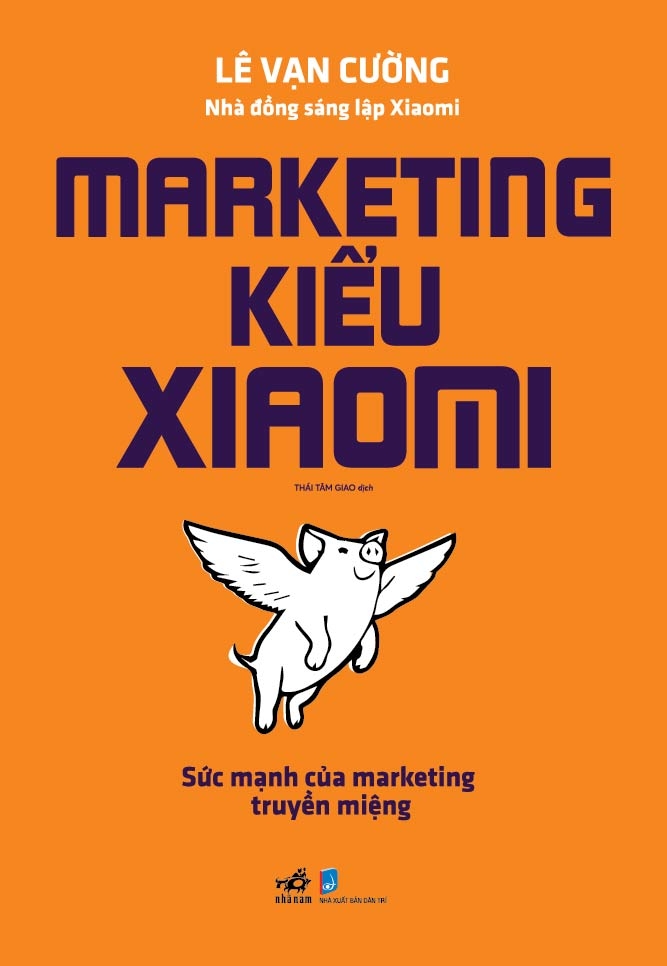 LÊ VẠN CƯỜNG
Nhà đồng sáng lập Xiaomi
MARKETING
KIỂU
XIAOMI
THÁI TÂM GIAO dịch
Sức mạnh của marketing
truyền miệng
nhã nam
NHÀ XUẤT BẢN DÂN TRÍ